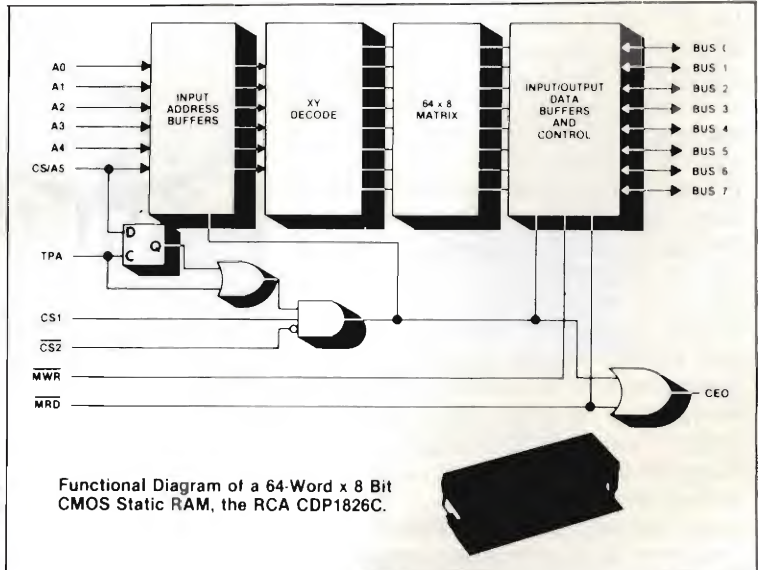 A0
A1
A2
A3
A4
CS/A5
TPA
CS1
CS2
MWR
MRD
INPUT
ADDRESS
BUFFERS
XY
DECODE
64 x 8
MATRIX
INPUT/OUTPUT
DATA
BUFFERS
AND
CONTROL
BUS 0
BUS 1
BUS 2
BUS 3
BUS 4
BUS 5
BUS 6
BUS 7
D
Q
C
CEO
Functional Diagram of a 64-Word x 8 Bit
CMOS Static RAM, the RCA CDP1826C.